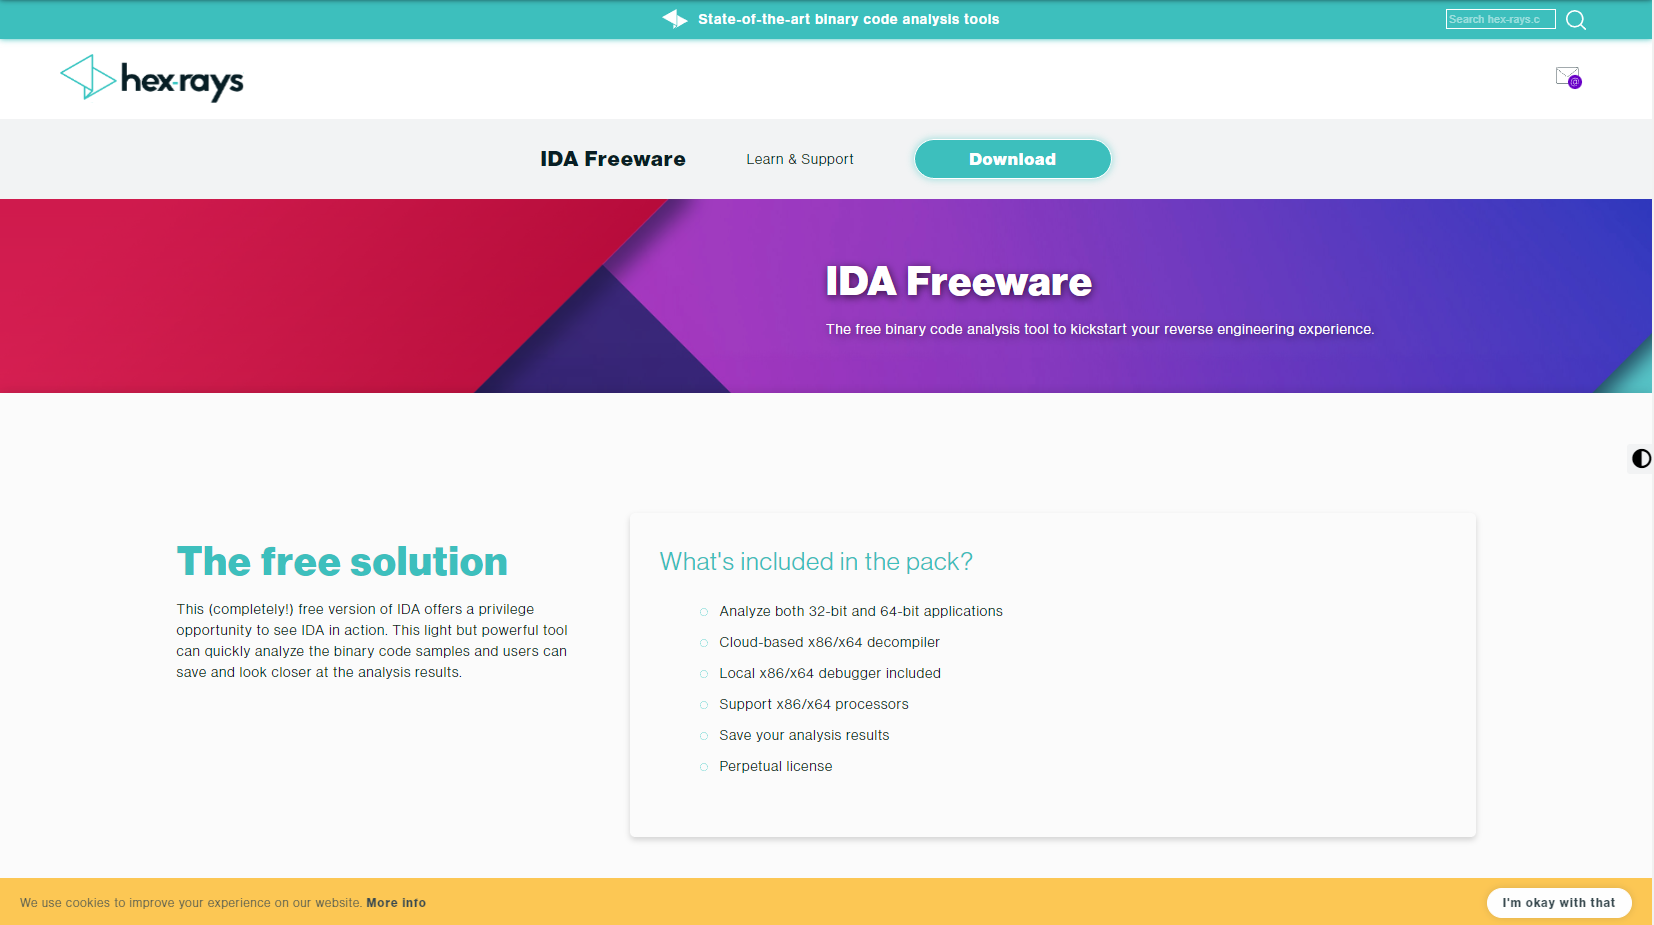 State-of-the-art binary code analysis tools
Search hex-rays.c
hex-rays
@
IDA Freeware
Learn & Support
Download
IDA Freeware
The free binary code analysis tool to kickstart your reverse engineering experience.
The free solution
This (completely!) free version of IDA offers a privilege
opportunity to see IDA in action. This light but powerful tool
can quickly analyze the binary code samples and users can
save and look closer at the analysis results.
What's included in the pack?
Analyze both 32-bit and 64-bit applications
Cloud-based x86/x64 decompiler
Local x86/x64 debugger included
Support x86/x64 processors
Save your analysis results
Perpetual license
We use cookies to improve your experience on our website. More info
I'm okay with that